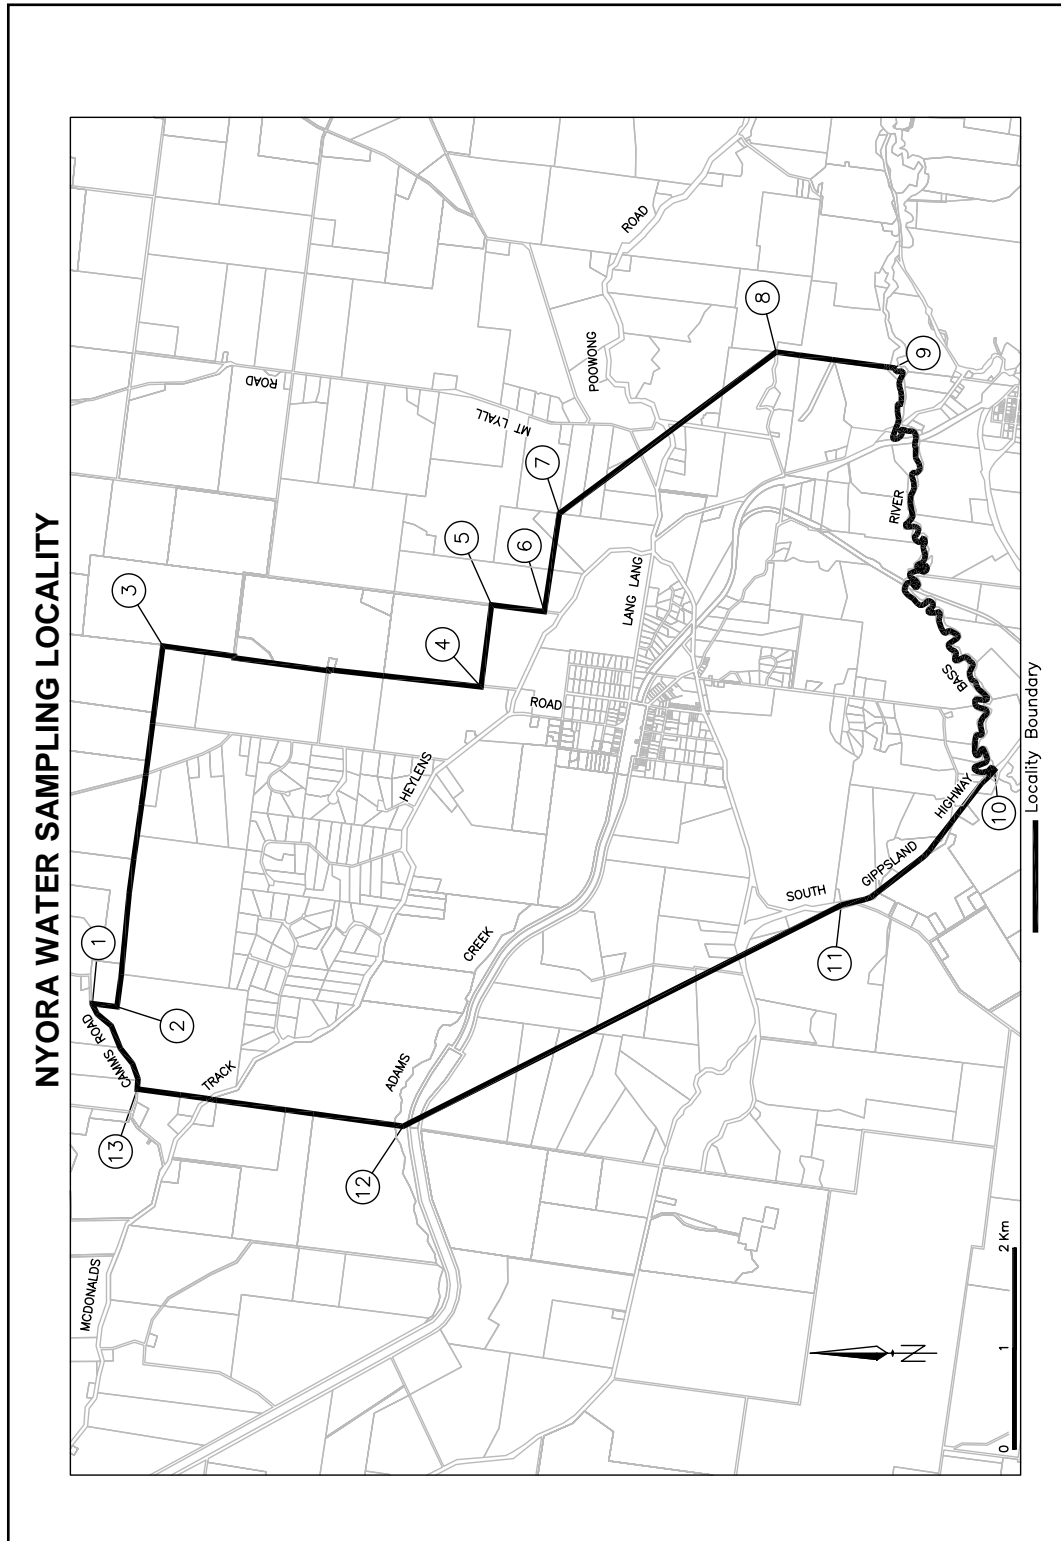 NYORA WATER SAMPLING LOCALITY
1
2
3
4
5
6
7
8
9
10
11
12
13
CAMMS ROAD
TRACK
MCDONALDS
ADAMS
CREEK
HEYLENS
ROAD
LANG LANG
POOWONG
ROAD
MT LYALL
ROAD
RIVER
BASS
HIGHWAY
GIPPSLAND
SOUTH
N
0
1
2 Km
Locality Boundary